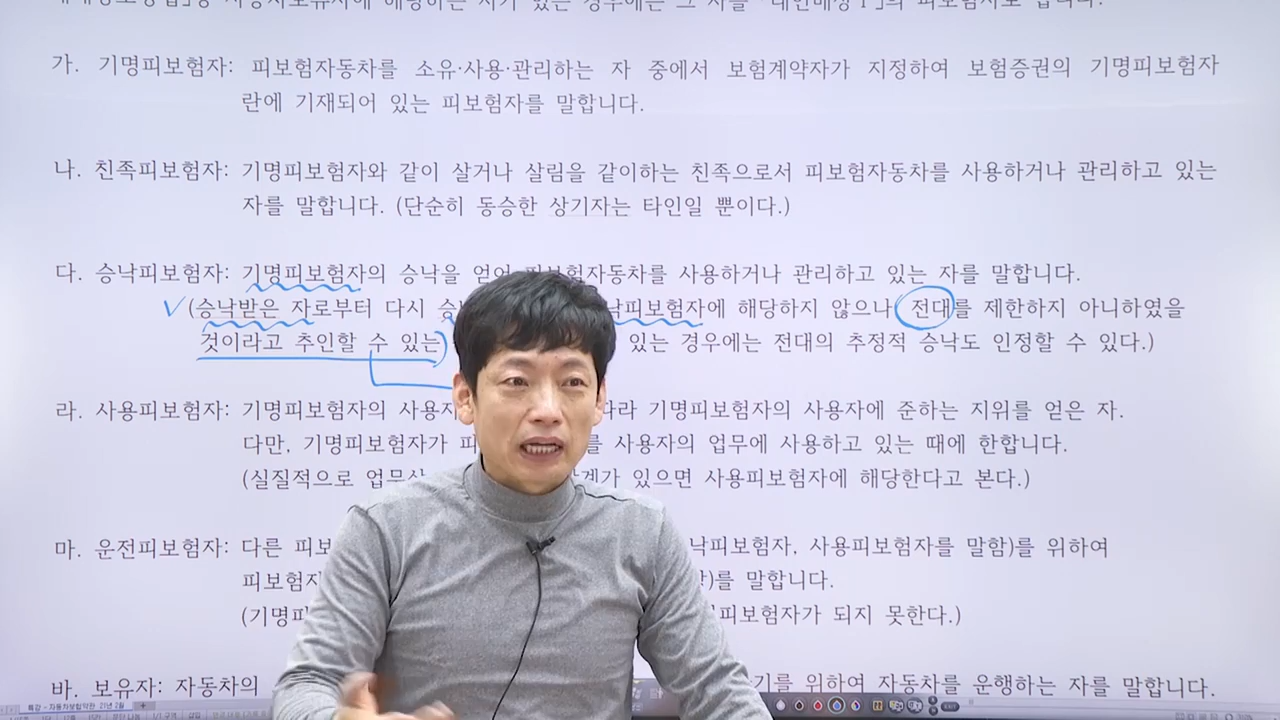 가. 기명피보험자: 피보험자동차를 소유·사용·관리하는 자 중에서 보험계약자가 지정하여 보험증권의 기명피보험자
란에 기재되어 있는 피보험자를 말합니다.
나. 친족피보험자: 기명피보험자와 같이 살거나 살림을 같이하는 친족으로서 피보험자동차를 사용하거나 관리하고 있는
자를 말합니다. (단순히 동승한 상기자는 타인일 뿐이다.)
다. 승낙피보험자: 기명피보험자의 승낙을 얻어 피보험자동차를 사용하거나 관리하고 있는 자를 말합니다.
(승낙받은 자로부터 다시 낙피보험자에 해당하지 않으나 전대를 제한하지 아니하였을
것이라고 추인할 수 있는 있는 경우에는 전대의 추정적 승낙도 인정할 수 있다.)
라. 사용피보험자: 기명피보험자의 사용자 따라 기명피보험자의 사용자에 준하는 지위를 얻은 자.
다만, 기명피보험자가 를 사용자의 업무에 사용하고 있는 때에 한합니다.
(실질적으로 업무상 관계가 있으면 사용피보험자에 해당한다고 본다.)
마. 운전피보험자: 다른 피보 낙피보험자, 사용피보험자를 말함)를 위하여
피보험자 를 말합니다.
(기명피보험자 피보험자가 되지 못한다.)
바. 보유자: 자동차의 기를 위하여 자동차를 운행하는 자를 말합니다.
특강 - 자동차보험약관 21년 2월